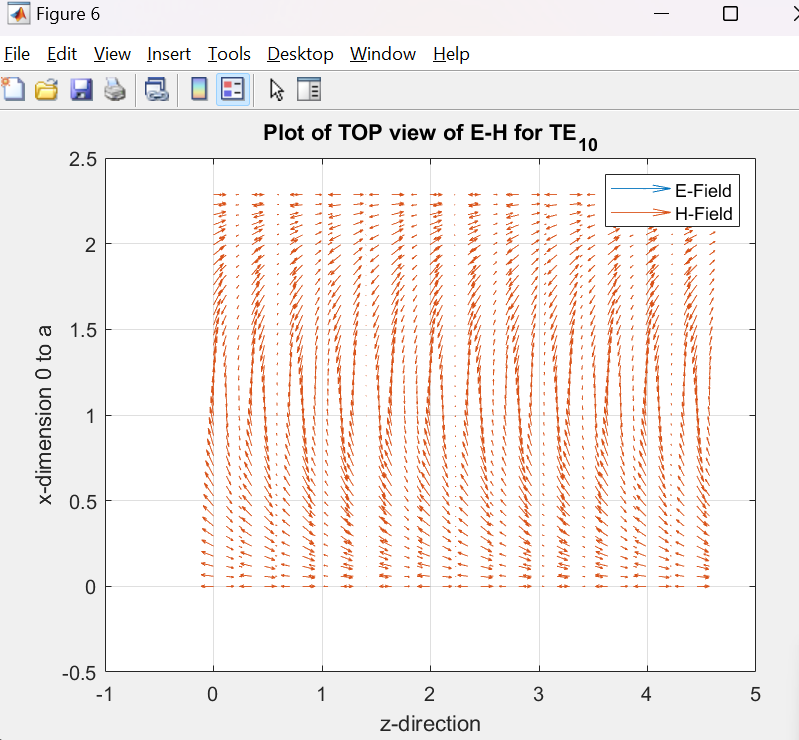 Figure 6
File Edit View Insert Tools Desktop Window Help
Plot of TOP view of E-H for TE10
E-Field
H-Field
x-dimension 0 to a
2.5
2
1.5
1
0.5
0
-0.5
-1 0 1 2 3 4 5
z-direction